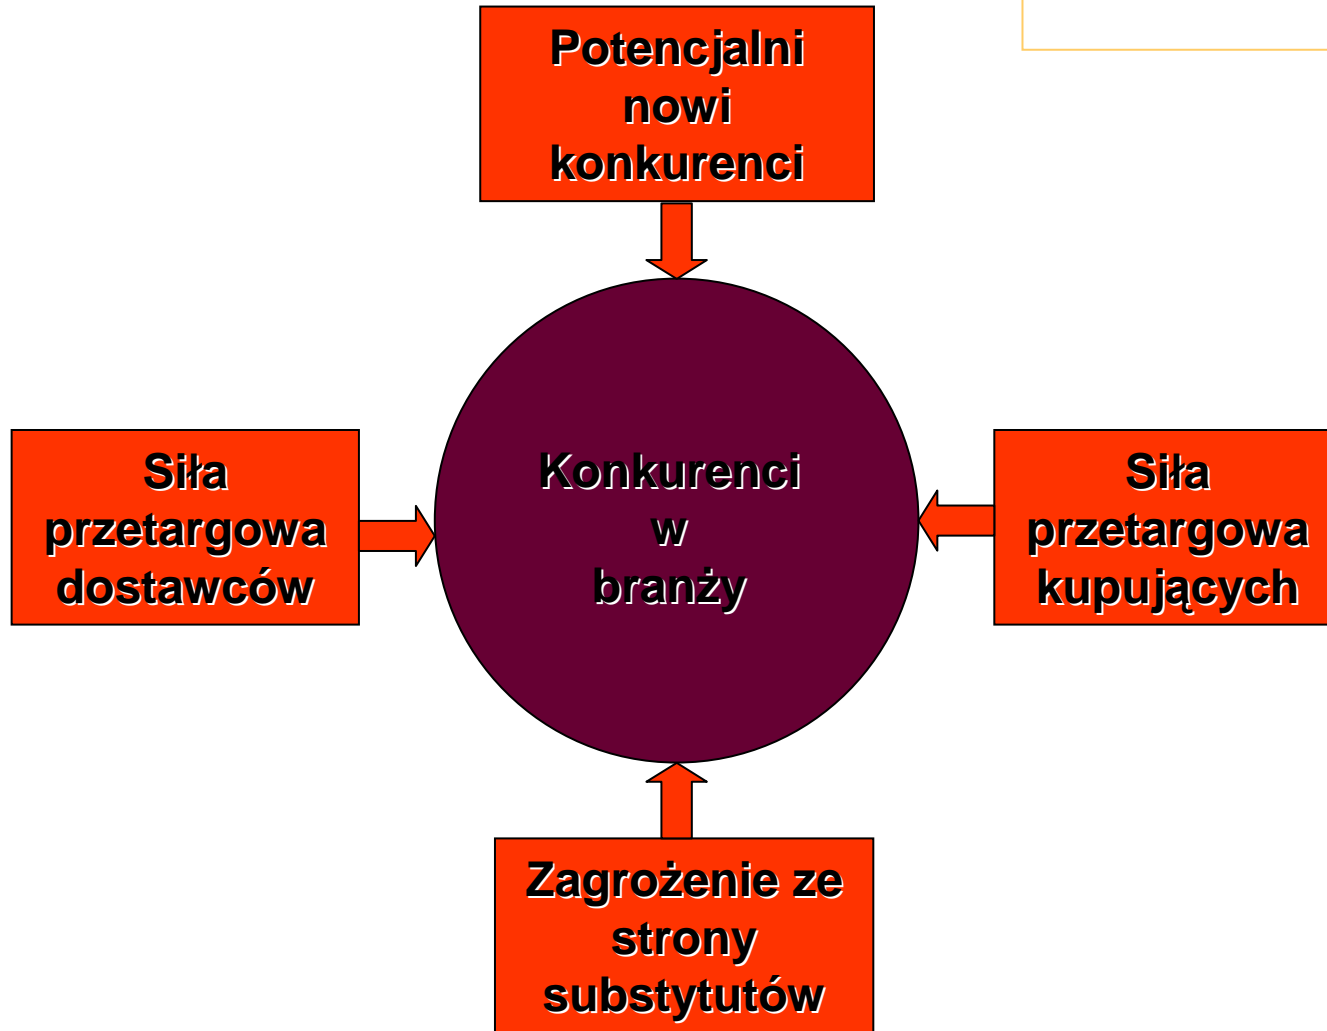 Potencjalni
nowi
konkurenci
Siła
przetargowa
dostawców
Konkurenci
w
branży
Siła
przetargowa
kupujących
Zagrożenie ze
strony
substytutów